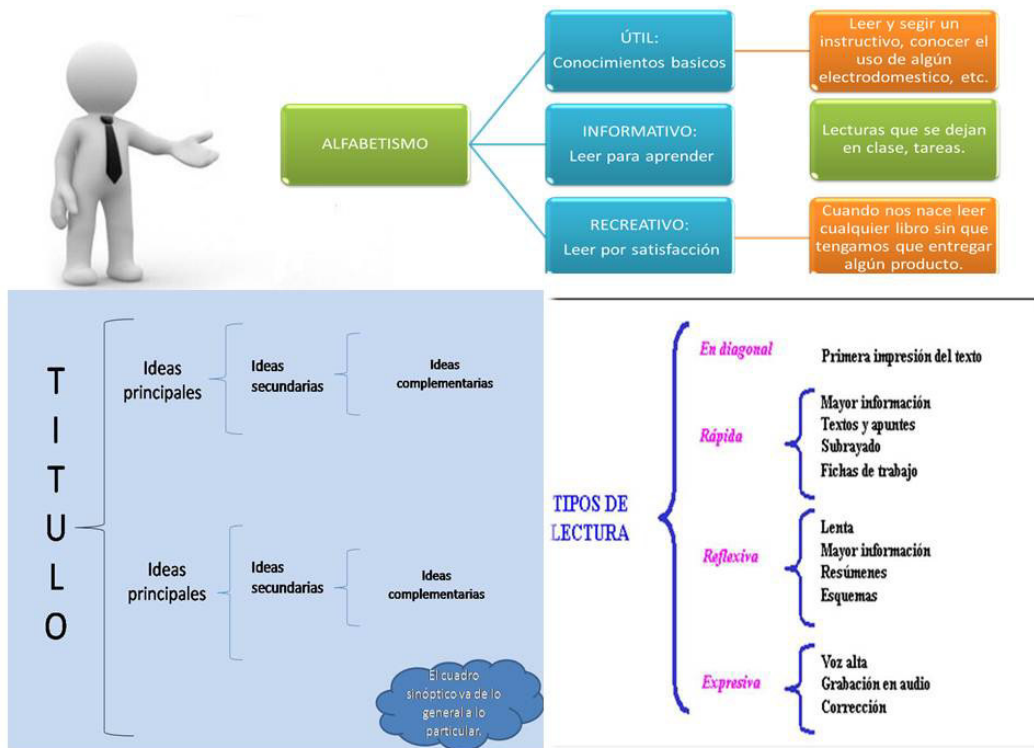 ALFABETISMO
ÚTIL:
Conocimientos basicos
Leer y segir un
instructivo, conocer el
uso de algún
electrodomestico, etc.
INFORMATIVO:
Leer para aprender
Lecturas que se dejan
en clase, tareas.
RECREATIVO:
Leer por satisfacción
Cuando nos nace leer
cualquier libro sin que
tengamos que entregar
algún producto.
TITULO
Ideas
principales
Ideas
secundarias
Ideas
complementarias
Ideas
principales
Ideas
secundarias
Ideas
complementarias
El cuadro
sinóptico va de lo
general a lo
particular.
TIPOS DE
LECTURA
En diagonal
Primera impresión del texto
Rápida
Mayor información
Textos y apuntes
Subrayado
Fichas de trabajo
Reflexiva
Lenta
Mayor información
Resúmenes
Esquemas
Expresiva
Voz alta
Grabación en audio
Corrección